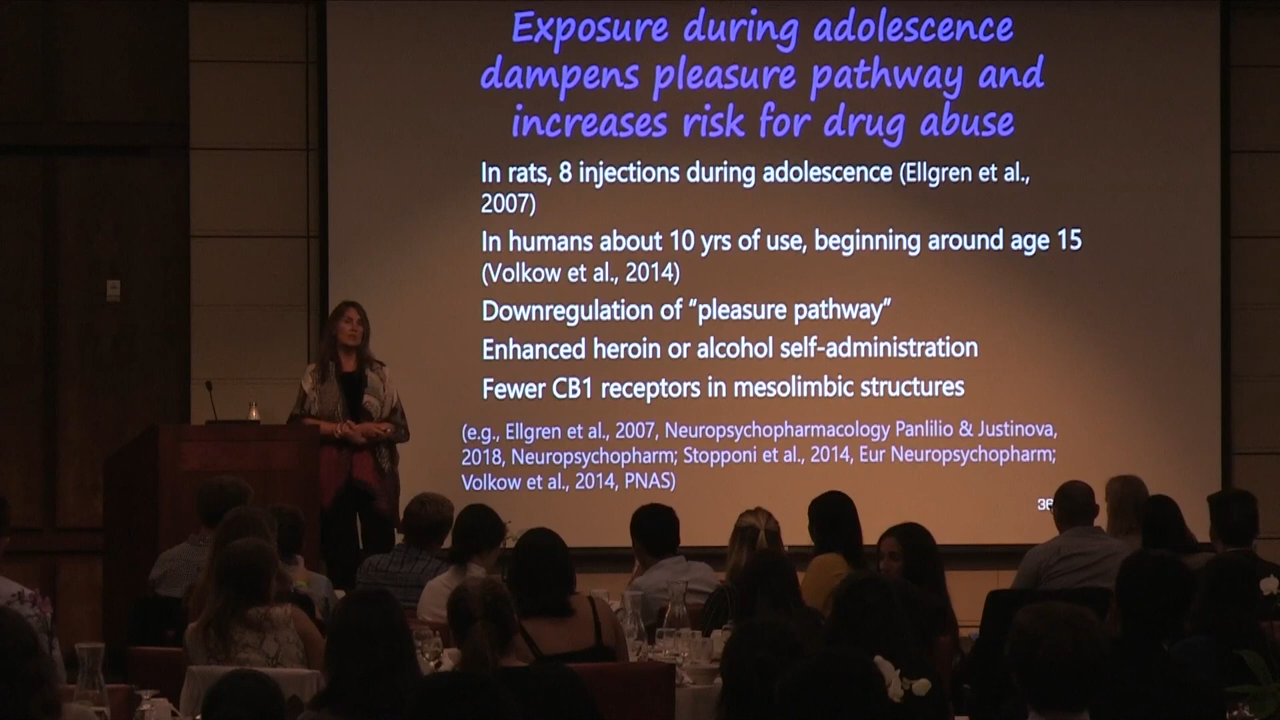 Exposure during adolescence
dampens pleasure pathway and
increases risk for drug abuse
In rats, 8 injections during adolescence (Ellgren et al.,
2007)
In humans about 10 yrs of use, beginning around age 15
(Volkow et al., 2014)
Downregulation of “pleasure pathway”
Enhanced heroin or alcohol self-administration
Fewer CB1 receptors in mesolimbic structures
(e.g., Ellgren et al., 2007, Neuropsychopharmacology Panlilio & Justinova,
2018, Neuropsychopharm; Stopponi et al., 2014, Eur Neuropsychopharm;
Volkow et al., 2014, PNAS)